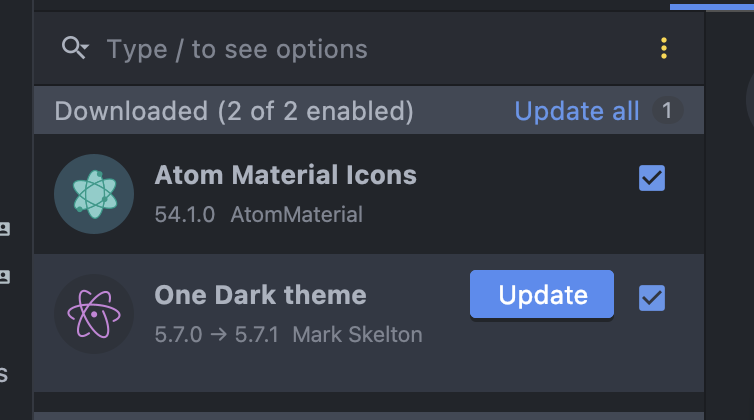 Type / to see options
Downloaded (2 of 2 enabled) Update all 1
Atom Material Icons
54.1.0 AtomMaterial
One Dark theme Update
5.7.0 → 5.7.1 Mark Skelton
s